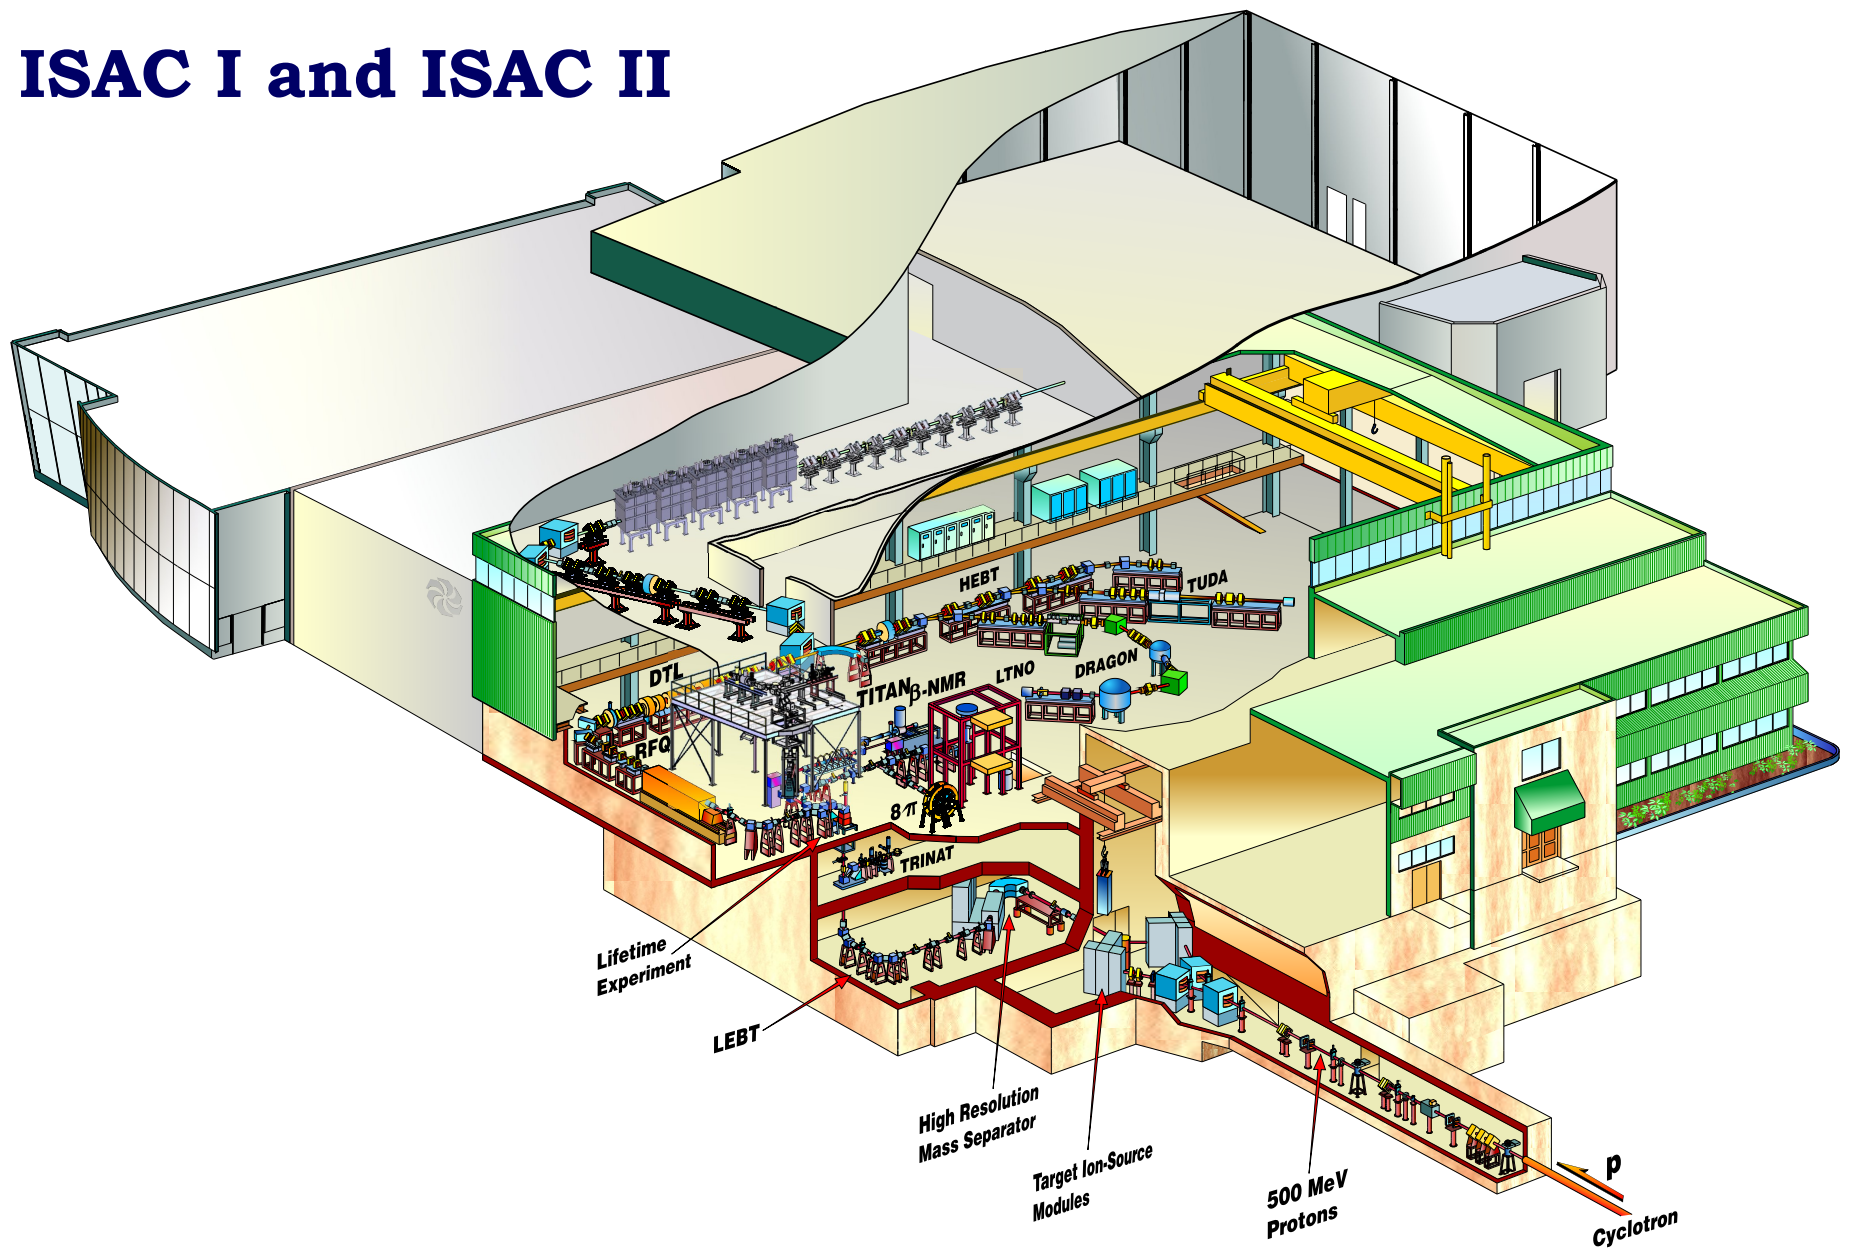 ISAC I and ISAC II
HEBT
TUDA
DTL
TITAN
β-NMR
LTNO
DRAGON
RFQ
8π
TRINAT
Lifetime
Experiment
LEBT
High Resolution
Mass Separator
Target Ion-Source
Modules
500 MeV
Protons
p
Cyclotron